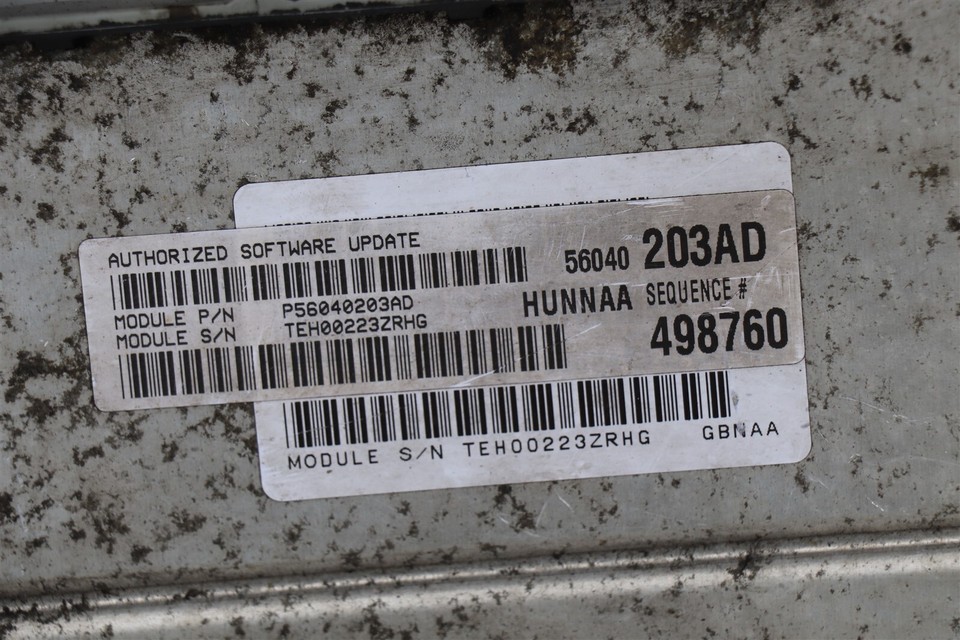 AUTHORIZED SOFTWARE UPDATE
56040 203AD
MODULE P/N P56040203AD
MODULE S/N TEH00223ZRHG
HUNNAA SEQUENCE #
498760
MODULE S/N TEH00223ZRHG GBNAA